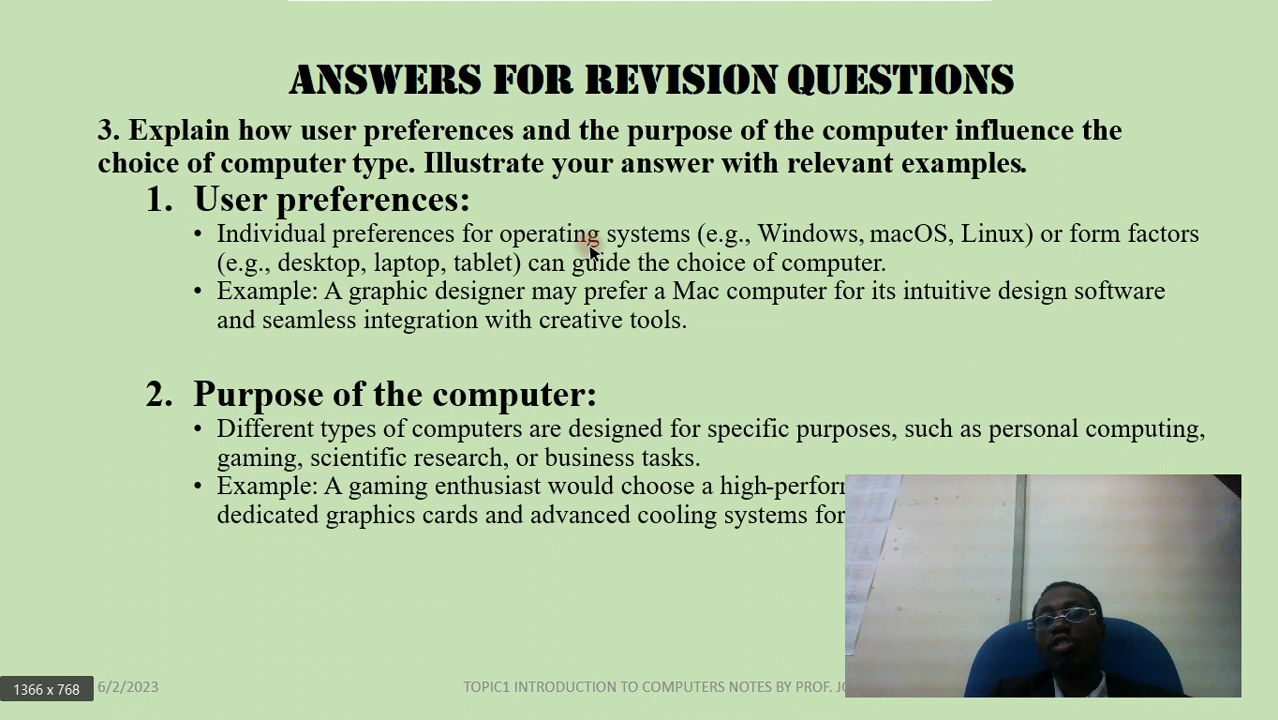 ANSWERS FOR REVISION QUESTIONS
3. Explain how user preferences and the purpose of the computer influence the
choice of computer type. Illustrate your answer with relevant examples.
1. User preferences:
• Individual preferences for operating systems (e.g., Windows, macOS, Linux) or form factors
(e.g., desktop, laptop, tablet) can guide the choice of computer.
• Example: A graphic designer may prefer a Mac computer for its intuitive design software
and seamless integration with creative tools.
2. Purpose of the computer:
• Different types of computers are designed for specific purposes, such as personal computing,
gaming, scientific research, or business tasks.
• Example: A gaming enthusiast would choose a
dedicated graphics cards and advanced cooling systems for
1366 x 768 6/2/2023 TOPIC1 INTRODUCTION TO COMPUTERS NOTES BY PROF.